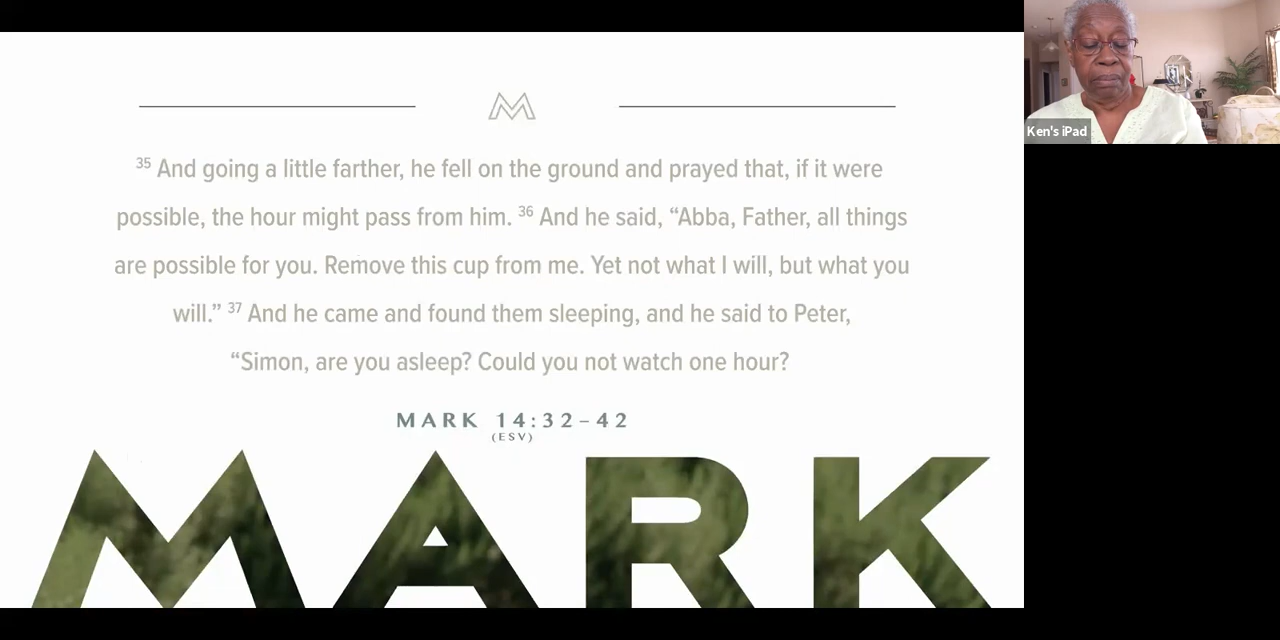 35 And going a little farther, he fell on the ground and prayed that, if it were
possible, the hour might pass from him. 36 And he said, “Abba, Father, all things
are possible for you. Remove this cup from me. Yet not what I will, but what you
will.” 37 And he came and found them sleeping, and he said to Peter,
“Simon, are you asleep? Could you not watch one hour?
MARK 14:32–42
(ESV)
MARK
Ken's iPad